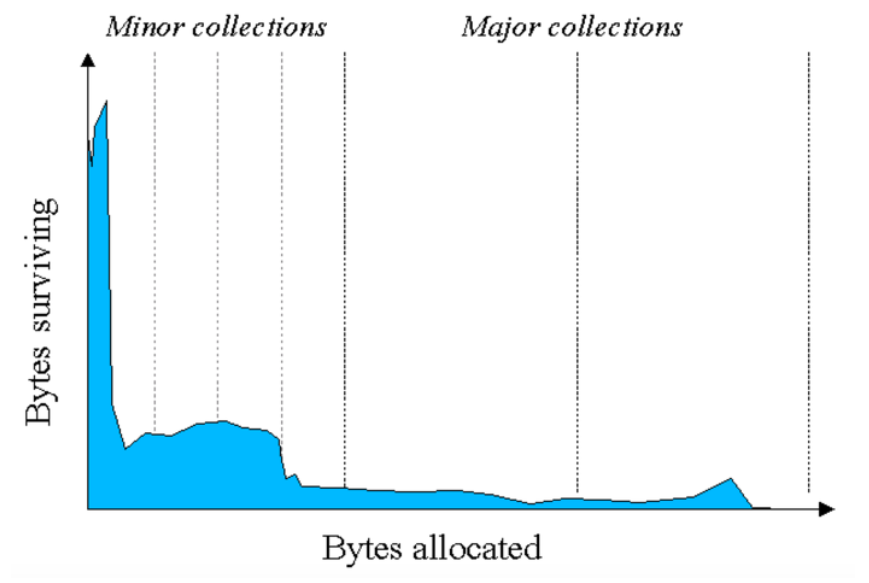 Minor collections
Major collections
Bytes surviving
Bytes allocated